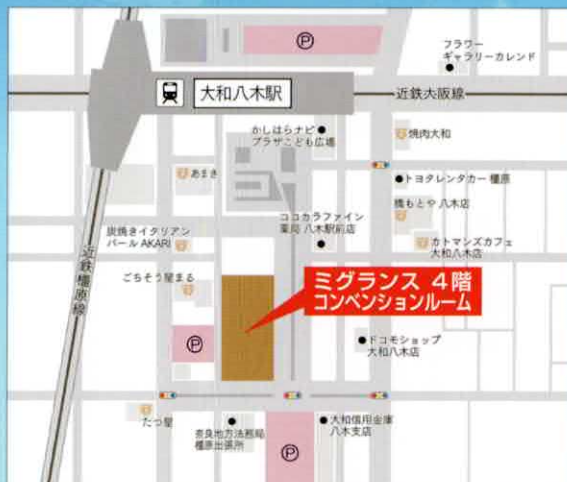 Ⓟ
フラワー
ギャラリーカレンド
大和八木駅
近鉄大阪線
かしはらナビ
プラザこども広場
焼肉大和
あまき
トヨタレンタカー 橿原
橋もとや 八木店
ココカラファイン
薬局 八木駅前店
炭焼きイタリアン
バール AKARI
カトマンズカフェ
大和八木店
近鉄橿原線
ごちそう屋まる
ミグランス 4階
コンベンションルーム
Ⓟ
ドコモショップ
大和八木店
たつ屋
奈良地方法務局
橿原出張所
大和信用金庫
八木支店
Ⓟ